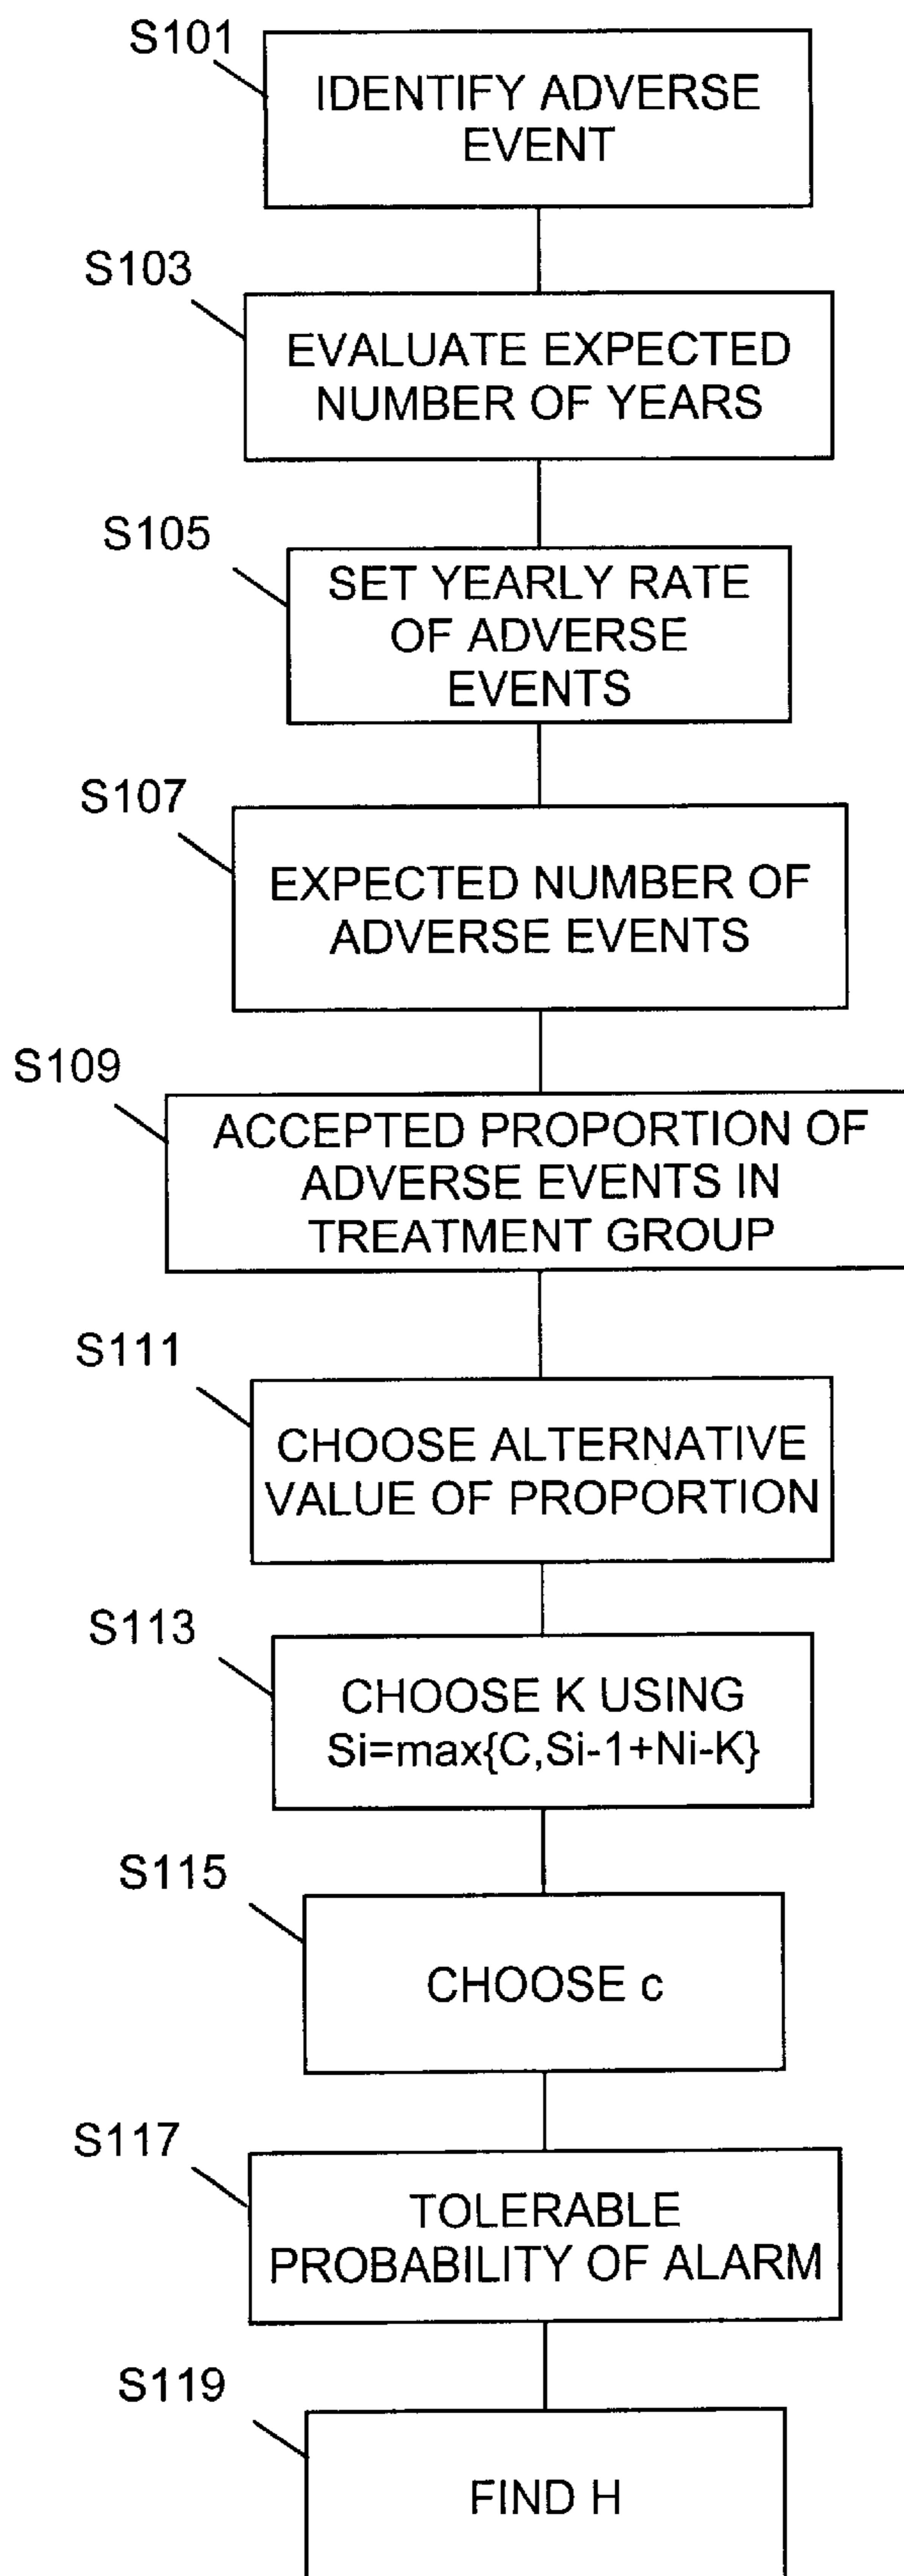 S101
IDENTIFY ADVERSE
EVENT
S103
EVALUATE EXPECTED
NUMBER OF YEARS
S105
SET YEARLY RATE
OF ADVERSE
EVENTS
S107
EXPECTED NUMBER OF
ADVERSE EVENTS
S109
ACCEPTED PROPORTION OF
ADVERSE EVENTS IN
TREATMENT GROUP
S111
CHOOSE ALTERNATIVE
VALUE OF PROPORTION
S113
CHOOSE K USING
Si=max{C,Si-1+Ni-K}
S115
CHOOSE c
S117
TOLERABLE
PROBABILITY OF ALARM
S119
FIND H